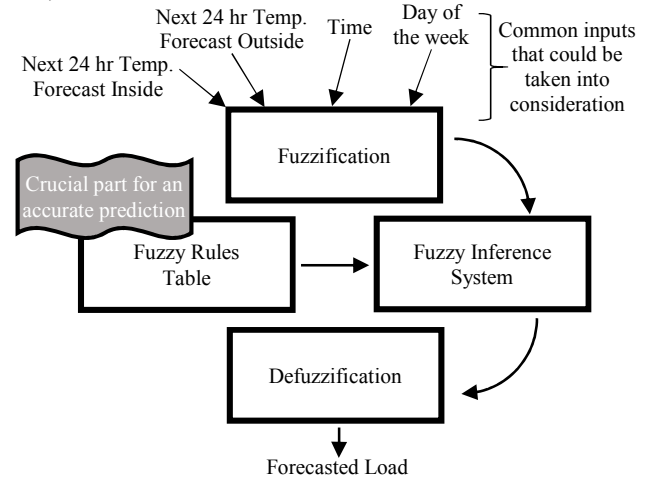 Next 24 hr Temp.
Forecast Inside
Next 24 hr Temp.
Forecast Outside
Time
Day of
the week
Common inputs
that could be
taken into
consideration
Fuzzification
Crucial part for an
accurate prediction
Fuzzy Rules
Table
Fuzzy Inference
System
Defuzzification
Forecasted Load